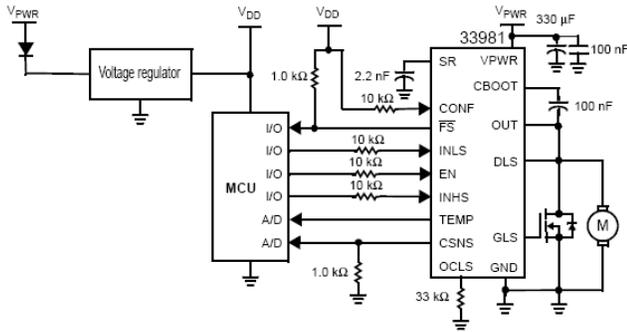 VPWR
VDD
VDD
VPWR
330 µF
33981
100 nF
Voltage regulator
1.0 kΩ
2.2 nF
SR
VPWR
CBOOT
10 kΩ
CONF
100 nF
I/O
FS
OUT
I/O
10 kΩ
INLS
DLS
I/O
10 kΩ
EN
MCU
I/O
10 kΩ
INHS
A/D
TEMP
M
A/D
CSNS
GLS
1.0 kΩ
OCLS
GND
33 kΩ